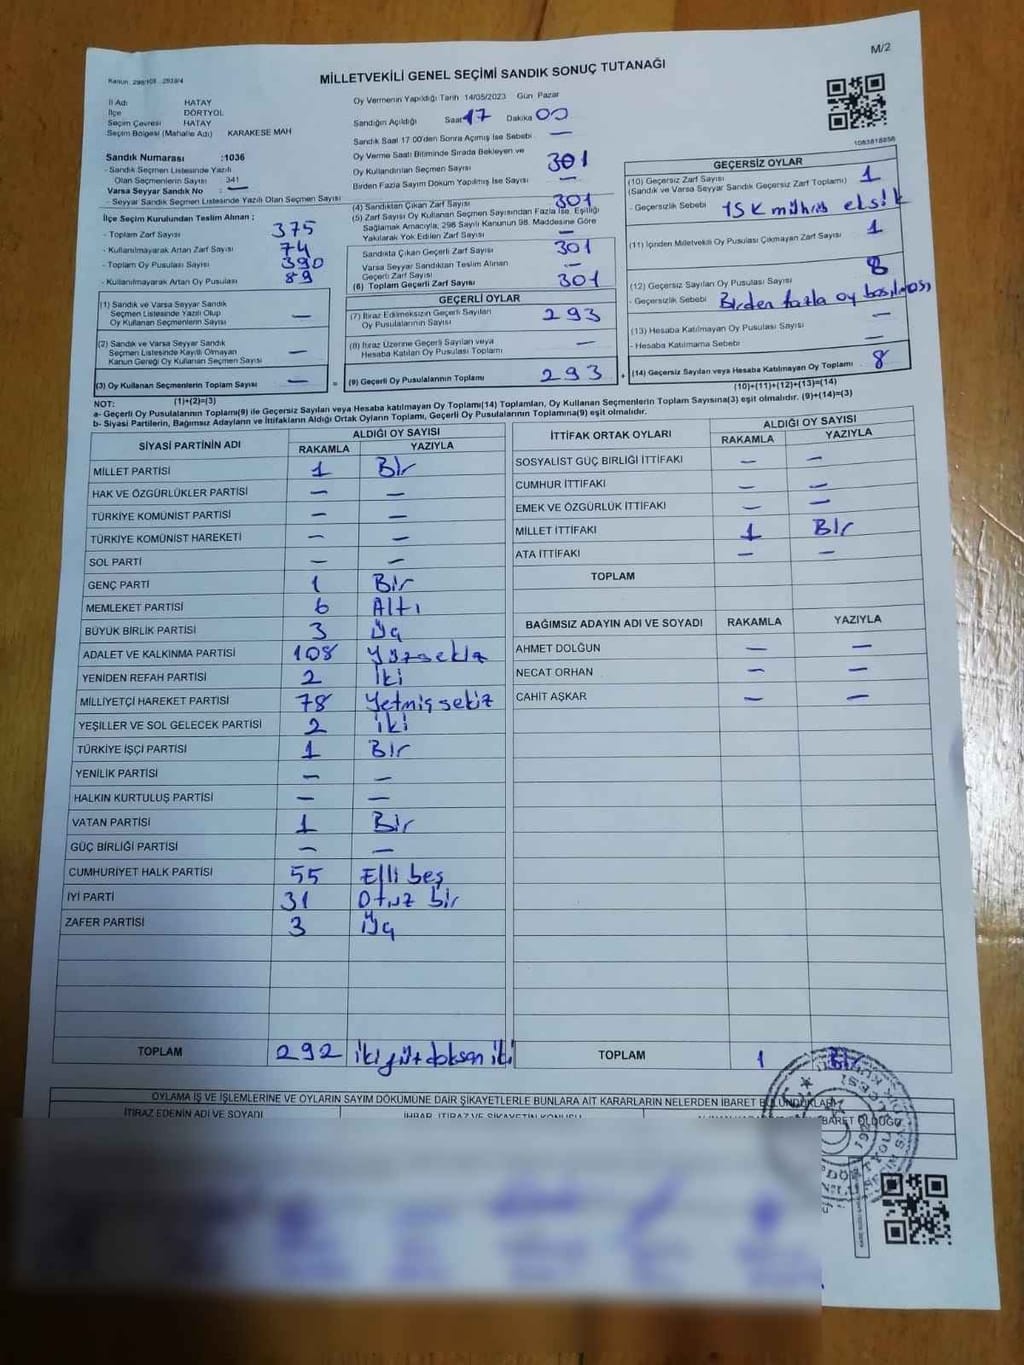 M/2
MİLLETVEKİLİ GENEL SEÇİMİ SANDIK SONUÇ TUTANAĞI
İl Adı HATAY
İlçe DÖRTYOL
Seçim Çevresi HATAY
Seçim Bölgesi (Mahalle Adı) KARAKESE MAH
Sandık Numarası :1036
- Sandık Seçmen Listesinde Yazılı
Olan Seçmenlerin Sayısı 341
Varsa Seyyar Sandık No : —
- Seyyar Sandık Seçmen Listesinde Yazılı Olan Seçmen Sayısı
İlçe Seçim Kurulundan Teslim Alınan ;
- Toplam Zarf Sayısı 375
- Kullanılmayarak Artan Zarf Sayısı 74
- Toplam Oy Pusulası Sayısı 390
- Kullanılmayarak Artan Oy Pusulası 89
(1) Sandık ve Varsa Seyyar Sandık
Seçmen Listesinde Yazılı Olup
Oy Kullanan Seçmenlerin Sayısı —
(2) Sandık ve Varsa Seyyar Sandık
Seçmen Listesinde Kayıtlı Olmayan
Kanun Gereği Oy Kullanan Seçmen Sayısı —
(3) Oy Kullanan Seçmenlerin Toplam Sayısı — =
(1)+(2)=(3)
Oy Vermenin Yapıldığı Tarih 14/05/2023 Gün Pazar
Sandığın Açıldığı Saat 17 Dakika 00
Sandık Saat 17:00'den Sonra Açılmış İse Sebebi —
Oy Verme Saati Bitiminde Sırada Bekleyen ve
Oy Kullandırılan Seçmen Sayısı 301
Birden Fazla Sayım Döküm Yapılmış İse Sayısı —
(4) Sandıktan Çıkan Zarf Sayısı 301
(5) Zarf Sayısı Oy Kullanan Seçmen Sayısından Fazla İse, Eşitliği
Sağlamak Amacıyla, 298 Sayılı Kanunun 98. Maddesine Göre
Yakılarak Yok Edilen Zarf Sayısı —
Sandıkta Çıkan Geçerli Zarf Sayısı 301
Varsa Seyyar Sandıktan Teslim Alınan
Geçerli Zarf Sayısı —
(6) Toplam Geçerli Zarf Sayısı 301
GEÇERLİ OYLAR
(7) İtiraz Edilmeksizin Geçerli Sayılan
Oy Pusulalarının Sayısı 293
(8) İtiraz Üzerine Geçerli Sayılan veya
Hesaba Katılan Oy Pusulası Toplamı —
(9) Geçerli Oy Pusulalarının Toplamı 293 +
1083818856
GEÇERSİZ OYLAR
(10) Geçersiz Zarf Sayısı 1
(Sandık ve Varsa Seyyar Sandık Geçersiz Zarf Toplamı)
- Geçersizlik Sebebi YSK mührü eksik
(11) İçinden Milletvekili Oy Pusulası Çıkmayan Zarf Sayısı 1
(12) Geçersiz Sayılan Oy Pusulası Sayısı 8
- Geçersizlik Sebebi Birden fazla oy basılması
(13) Hesaba Katılmayan Oy Pusulası Sayısı —
- Hesaba Katılmama Sebebi —
(14) Geçersiz Sayılan veya Hesaba Katılmayan Oy Toplamı 8
(10)+(11)+(12)+(13)=(14)
NOT:
a- Geçerli Oy Pusulalarının Toplamı(9) ile Geçersiz Sayılan veya Hesaba katılmayan Oy Toplamı(14) Toplamları, Oy Kullanan Seçmenlerin Toplam Sayısına(3) eşit olmalıdır. (9)+(14)=(3)
b- Siyasi Partilerin, Bağımsız Adayların ve İttifakların Aldığı Ortak Oyların Toplamı, Geçerli Oy Pusulalarının Toplamına(9) eşit olmalıdır.
SİYASİ PARTİNİN ADI ALDIĞI OY SAYISI
RAKAMLA YAZIYLA
MİLLET PARTİSİ 1 Bir
HAK VE ÖZGÜRLÜKLER PARTİSİ — —
TÜRKİYE KOMÜNİST PARTİSİ — —
TÜRKİYE KOMÜNİST HAREKETİ — —
SOL PARTİ — —
GENÇ PARTİ 1 Bir
MEMLEKET PARTİSİ 6 Altı
BÜYÜK BİRLİK PARTİSİ 3 Üç
ADALET VE KALKINMA PARTİSİ 108 Yüzsekiz
YENİDEN REFAH PARTİSİ 2 İki
MİLLİYETÇİ HAREKET PARTİSİ 78 Yetmiş sekiz
YEŞİLLER VE SOL GELECEK PARTİSİ 2 İki
TÜRKİYE İŞÇİ PARTİSİ 1 Bir
YENİLİK PARTİSİ — —
HALKIN KURTULUŞ PARTİSİ — —
VATAN PARTİSİ 1 Bir
GÜÇ BİRLİĞİ PARTİSİ — —
CUMHURİYET HALK PARTİSİ 55 Elli beş
İYİ PARTİ 31 Otuz bir
ZAFER PARTİSİ 3 Üç
TOPLAM 292 İkiyüz doksan iki
İTTİFAK ORTAK OYLARI ALDIĞI OY SAYISI
RAKAMLA YAZIYLA
SOSYALİST GÜÇ BİRLİĞİ İTTİFAKI — —
CUMHUR İTTİFAKI — —
EMEK VE ÖZGÜRLÜK İTTİFAKI — —
MİLLET İTTİFAKI 1 Bir
ATA İTTİFAKI — —
TOPLAM
BAĞIMSIZ ADAYIN ADI VE SOYADI RAKAMLA YAZIYLA
AHMET DOLĞUN — —
NECAT ORHAN — —
CAHİT AŞKAR — —
TOPLAM 1 Bir
OYLAMA İŞ VE İŞLEMLERİNE VE OYLARIN SAYIM DÖKÜMÜNE DAİR ŞİKAYETLERLE BUNLARA AİT KARARLARIN NELERDEN İBARET BULUNDUKLARI
İTİRAZ EDENİN ADI VE SOYADI
İHBAR, İTİRAZ VE ŞİKAYETİN KONUSU